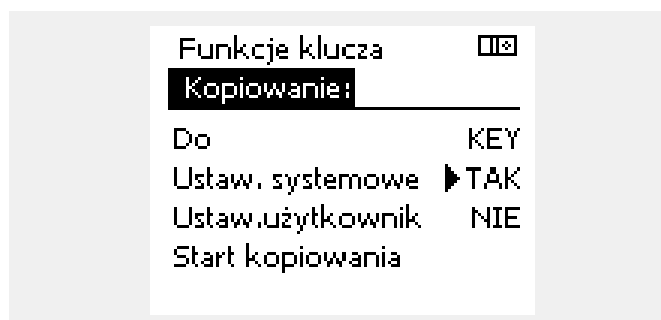 Funkcje klucza
Kopiowanie:
Do KEY
Ustaw. systemowe ▶TAK
Ustaw.użytkownik NIE
Start kopiowania